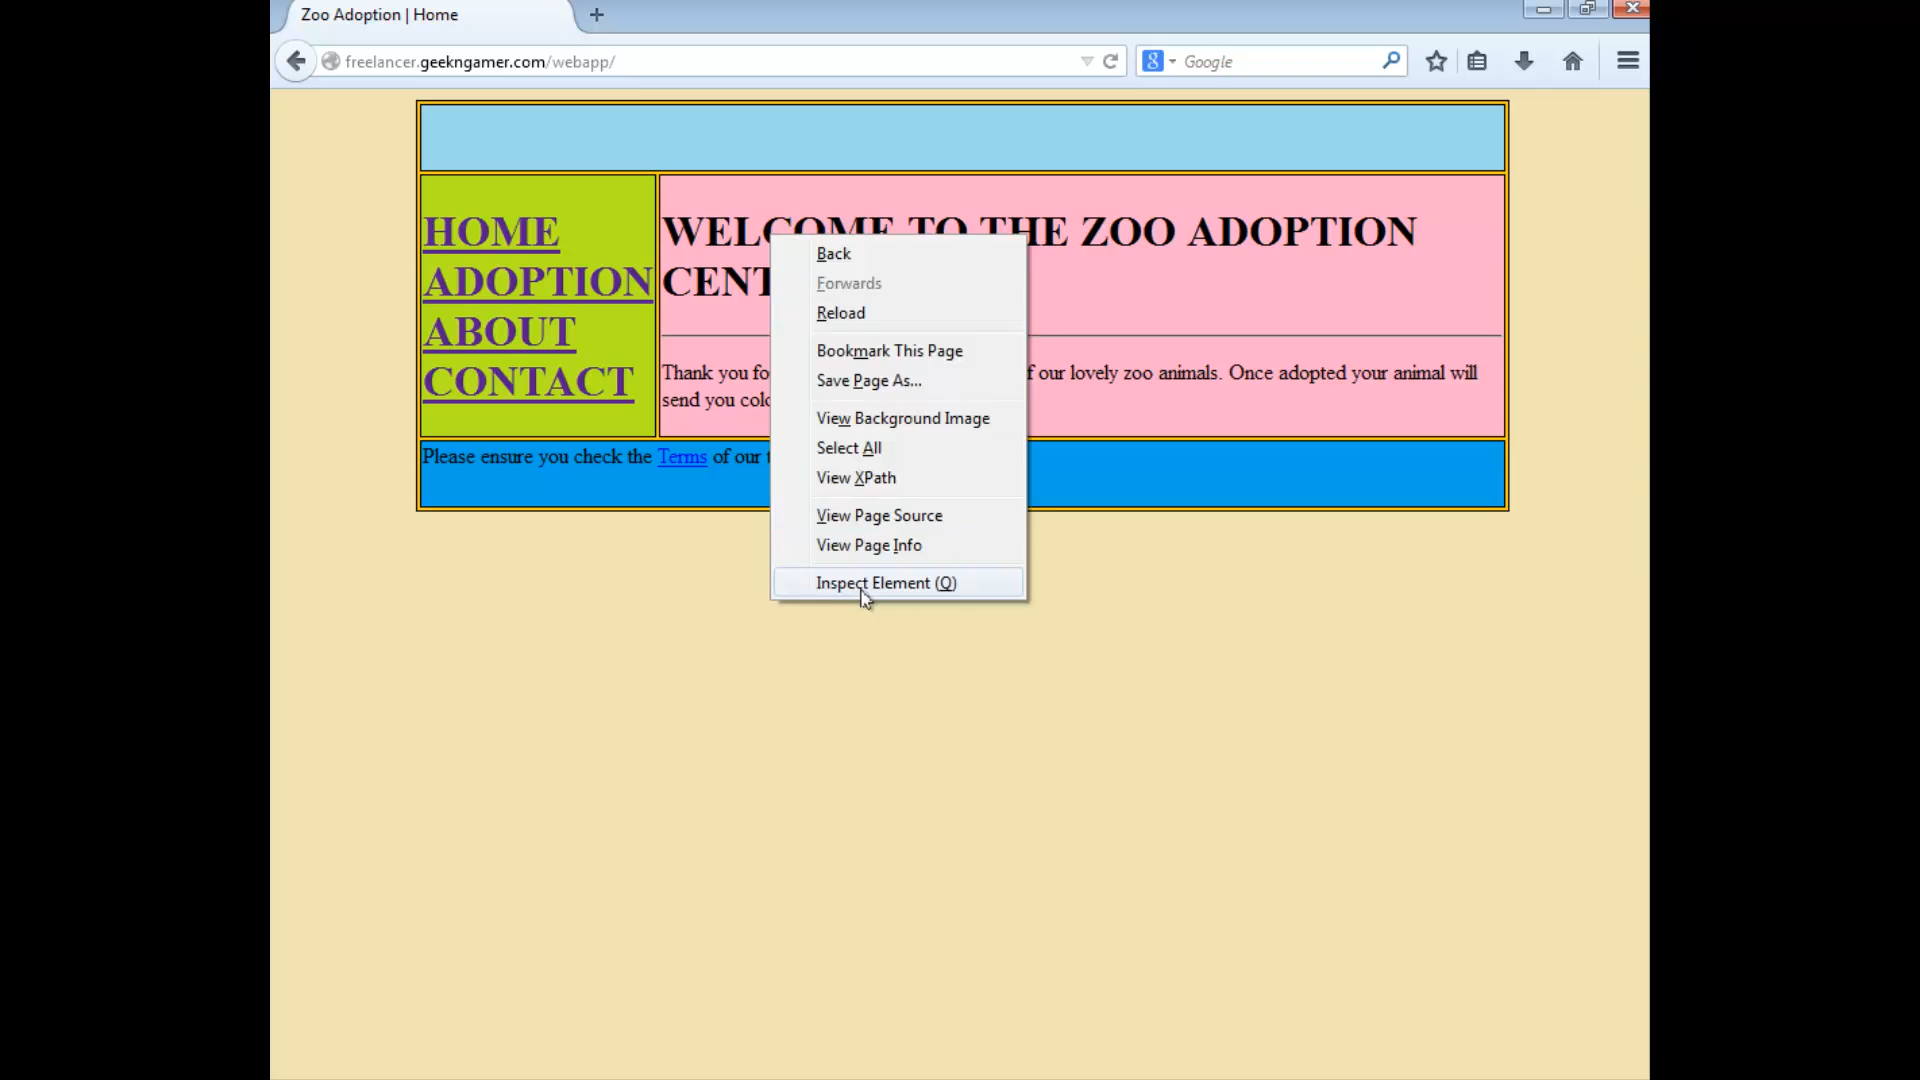 Zoo Adoption | Home
freelancer.geekngamer.com/webapp/
Google
HOME
ADOPTION
ABOUT
CONTACT
WELCOME TO THE ZOO ADOPTION
CENT
Thank you fo
f our lovely zoo animals. Once adopted your animal will
send you colo
Please ensure you check the Terms of our t
Back
Forwards
Reload
Bookmark This Page
Save Page As...
View Background Image
Select All
View XPath
View Page Source
View Page Info
Inspect Element (Q)